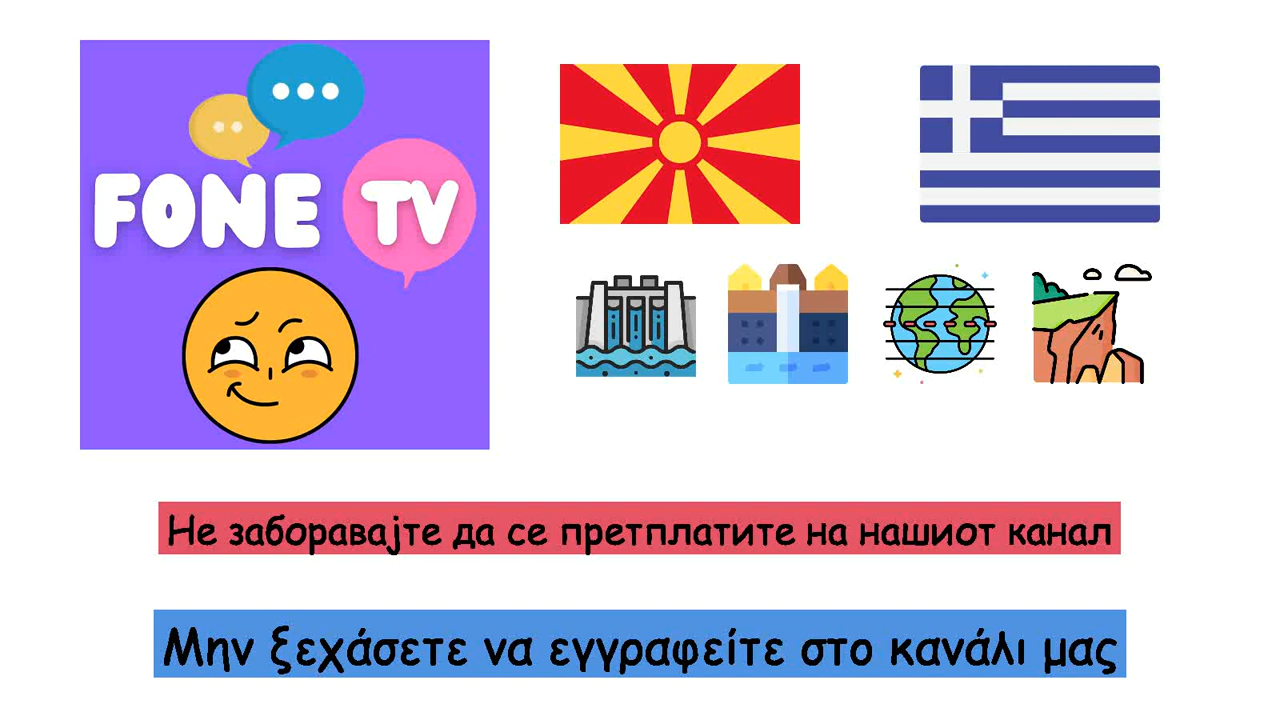 FONE TV
Не заборавајте да се претплатите на нашиот канал
Μην ξεχάσετε να εγγραφείτε στο κανάλι μας